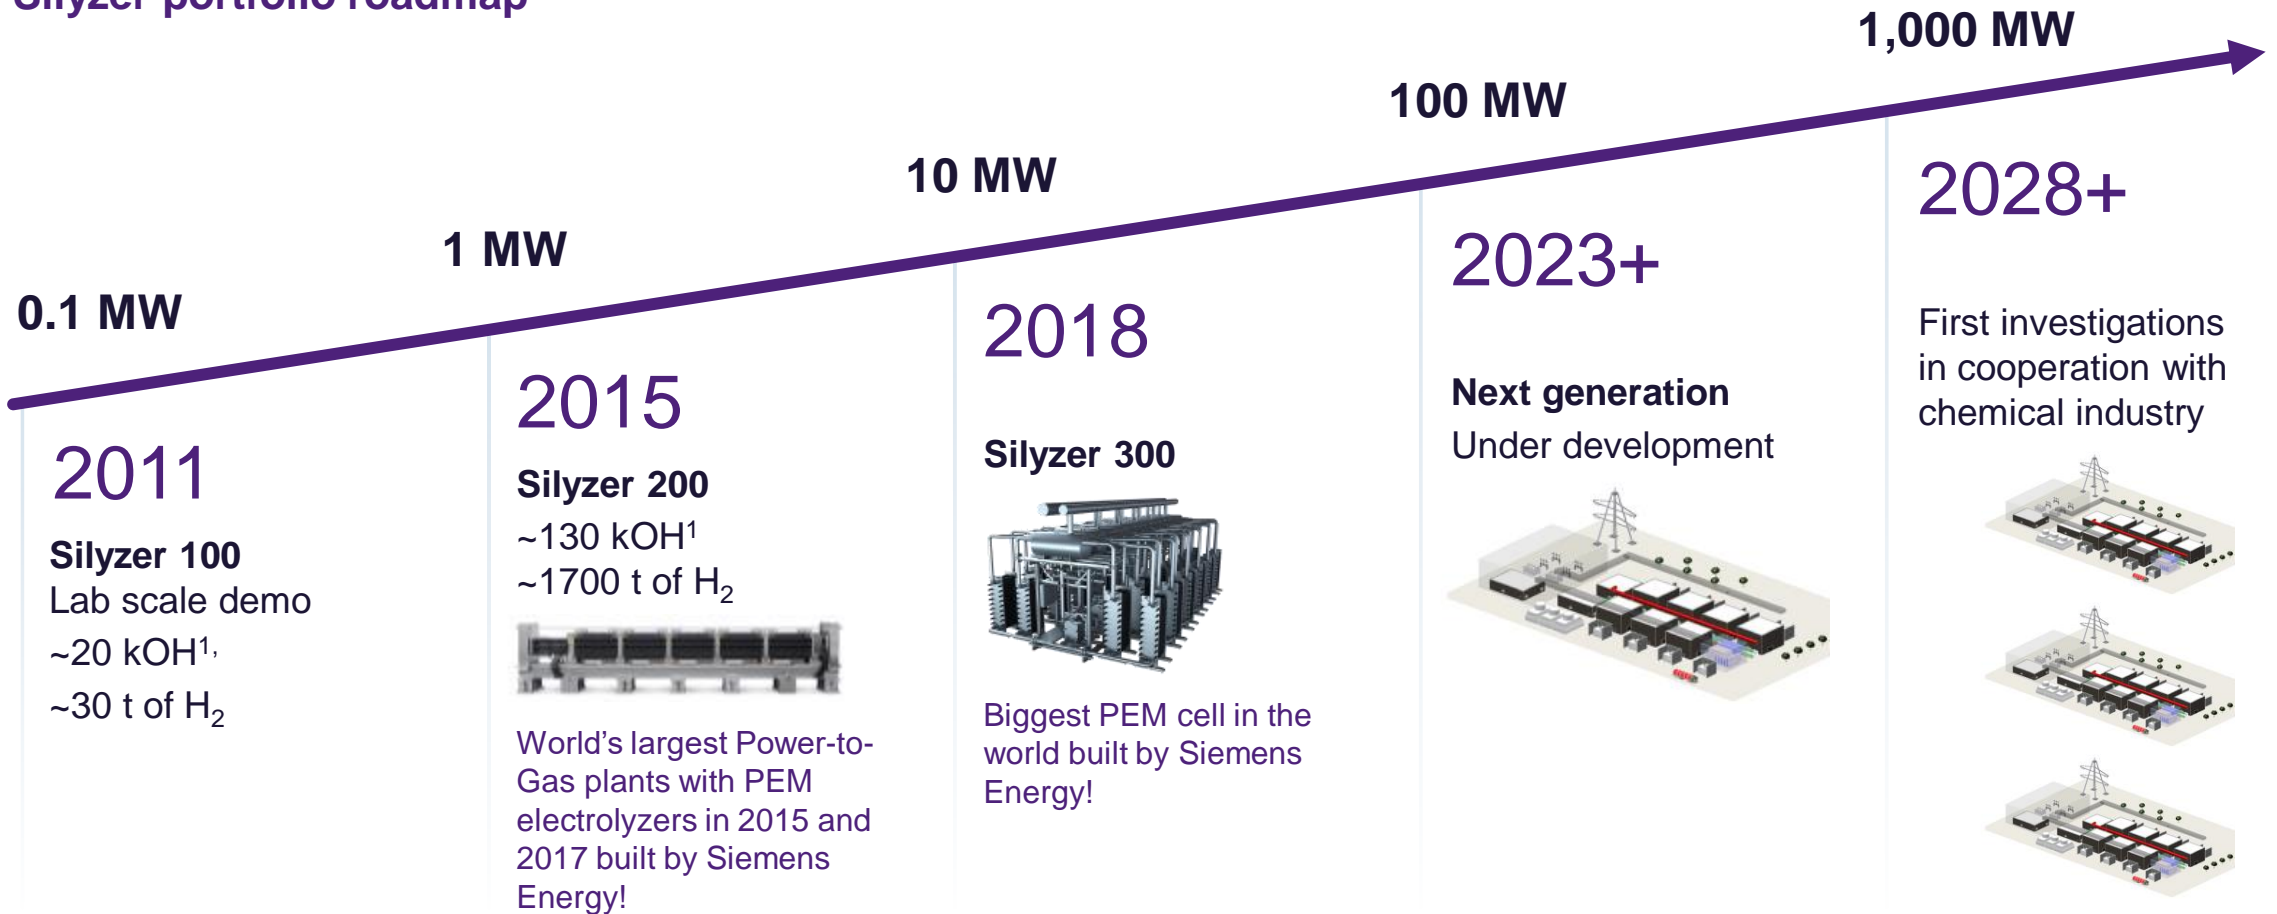 Silyzer portfolio roadmap
0.1 MW
2011
Silyzer 100
Lab scale demo
~20 kOH¹,
~30 t of H₂
1 MW
2015
Silyzer 200
~130 kOH¹
~1700 t of H₂
World’s largest Power-to-
Gas plants with PEM
electrolyzers in 2015 and
2017 built by Siemens
Energy!
10 MW
2018
Silyzer 300
Biggest PEM cell in the
world built by Siemens
Energy!
100 MW
2023+
Next generation
Under development
1,000 MW
2028+
First investigations
in cooperation with
chemical industry